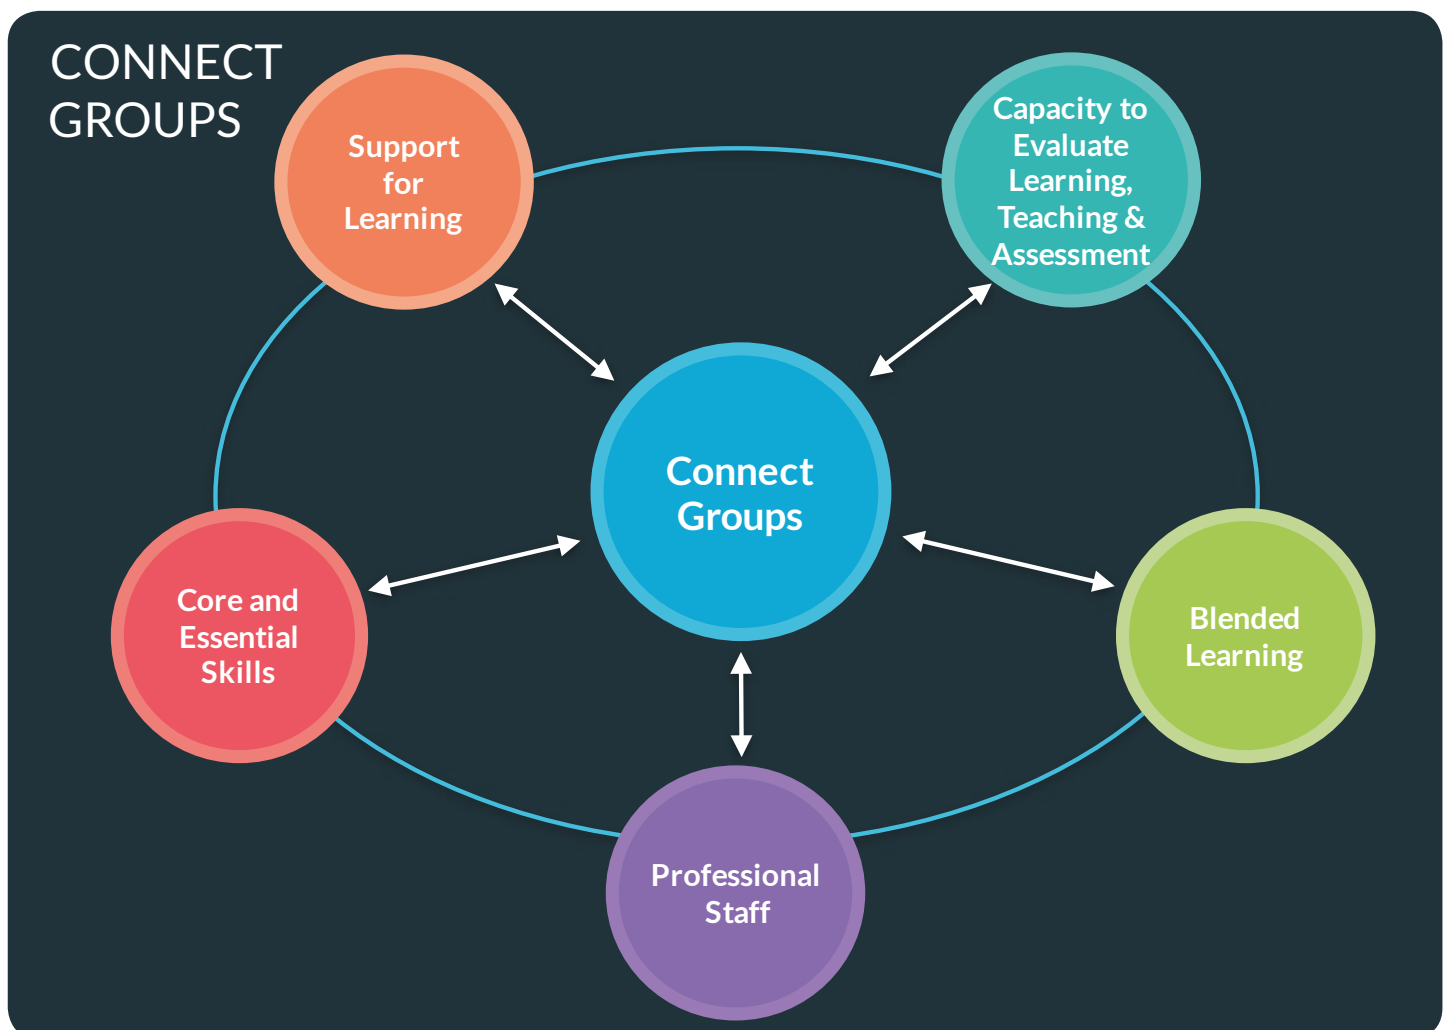 CONNECT
GROUPS
Support
for
Learning
Capacity to
Evaluate
Learning,
Teaching &
Assessment
Connect
Groups
Core and
Essential
Skills
Blended
Learning
Professional
Staff